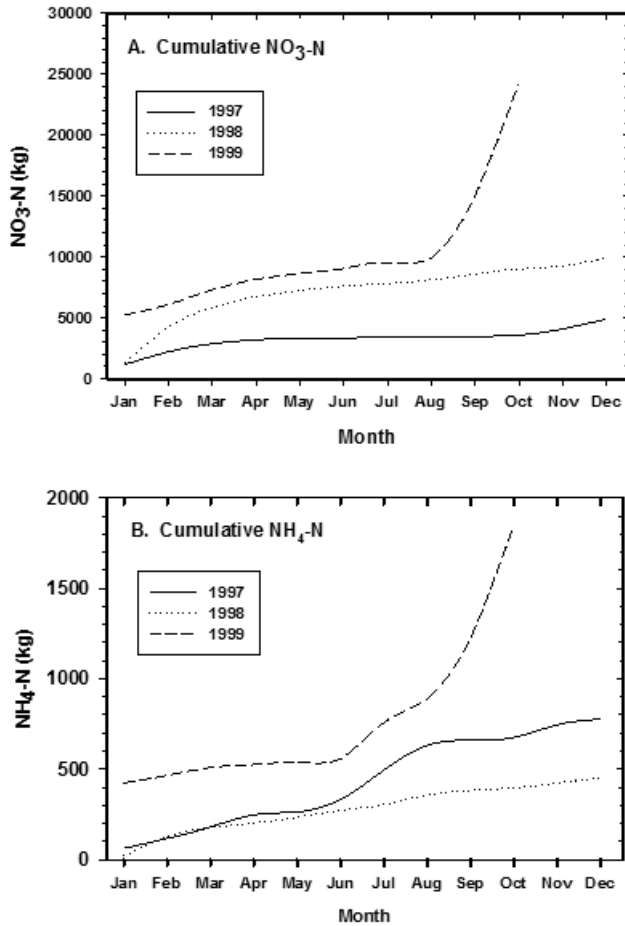 30000
A. Cumulative NO3-N
25000
1997
1998
1999
20000
15000
10000
5000
0
NO3-N (kg)
Jan Feb Mar Apr May Jun Jul Aug Sep Oct Nov Dec
Month
2000
B. Cumulative NH4-N
1997
1998
1999
1500
1000
500
0
NH4-N (kg)
Jan Feb Mar Apr May Jun Jul Aug Sep Oct Nov Dec
Month